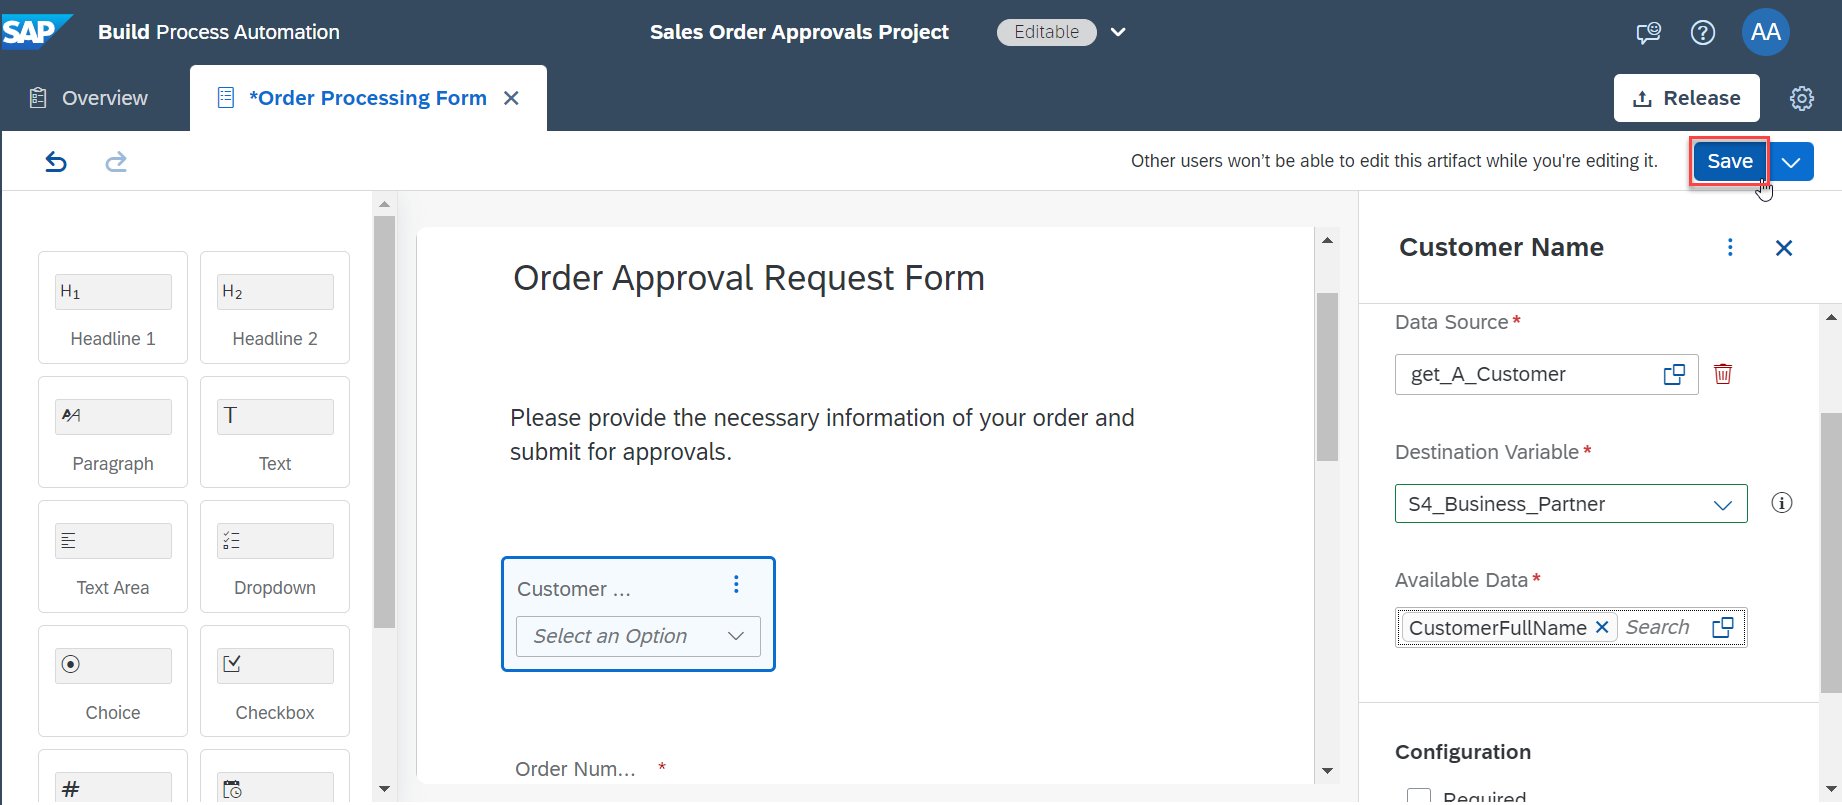 SAP
Build Process Automation
Sales Order Approvals Project
Editable
AA
Overview
*Order Processing Form
Release
Other users won’t be able to edit this artifact while you're editing it.
Save
H1
Headline 1
H2
Headline 2
AA
Paragraph
T
Text
Text Area
Dropdown
Choice
Checkbox
#
Order Approval Request Form
Please provide the necessary information of your order and
submit for approvals.
Customer ...
Select an Option
Order Num... *
Customer Name
Data Source*
get_A_Customer
Destination Variable*
S4_Business_Partner
Available Data*
CustomerFullName
Search
Configuration
Required